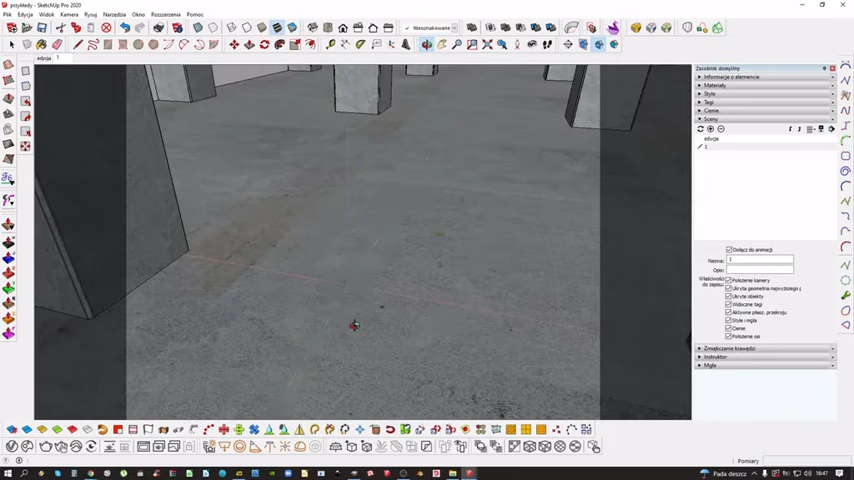 przykłady - SketchUp Pro 2020
Plik Edycja Widok Kamera Rysuj Narzędzia Okno Rozszerzenia Pomoc
Nieoznakowane
edycja 1
Zasobnik domyślny
Informacja o elemencie
Materiały
Style
Tagi
Cienie
Sceny
edycja
1
Dołącz do animacji
Nazwa: 1
Opis:
Właściwości do zapisu:
Położenie kamery
Ukryta geometria najwyższego p
Ukryte obiekty
Widoczne tagi
Aktywne płasz. przekroju
Style i mgła
Cienie
Położenie osi
Zmiękczanie krawędzi
Instruktor
Mgła
Pomiary
Pada deszcz
16:47